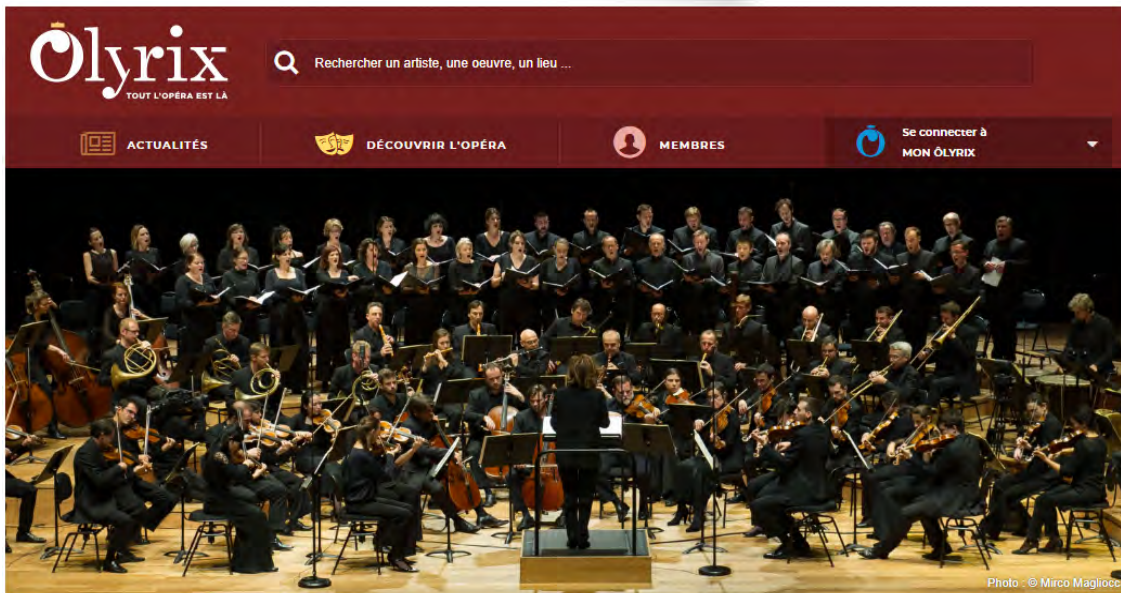 Ôlyrix
TOUT L'OPÉRA EST LÀ
Rechercher un artiste, une oeuvre, un lieu ...
ACTUALITÉS
DÉCOUVRIR L'OPÉRA
MEMBRES
Se connecter à
MON ÔLYRIX
Photo : © Mirco Magliocc